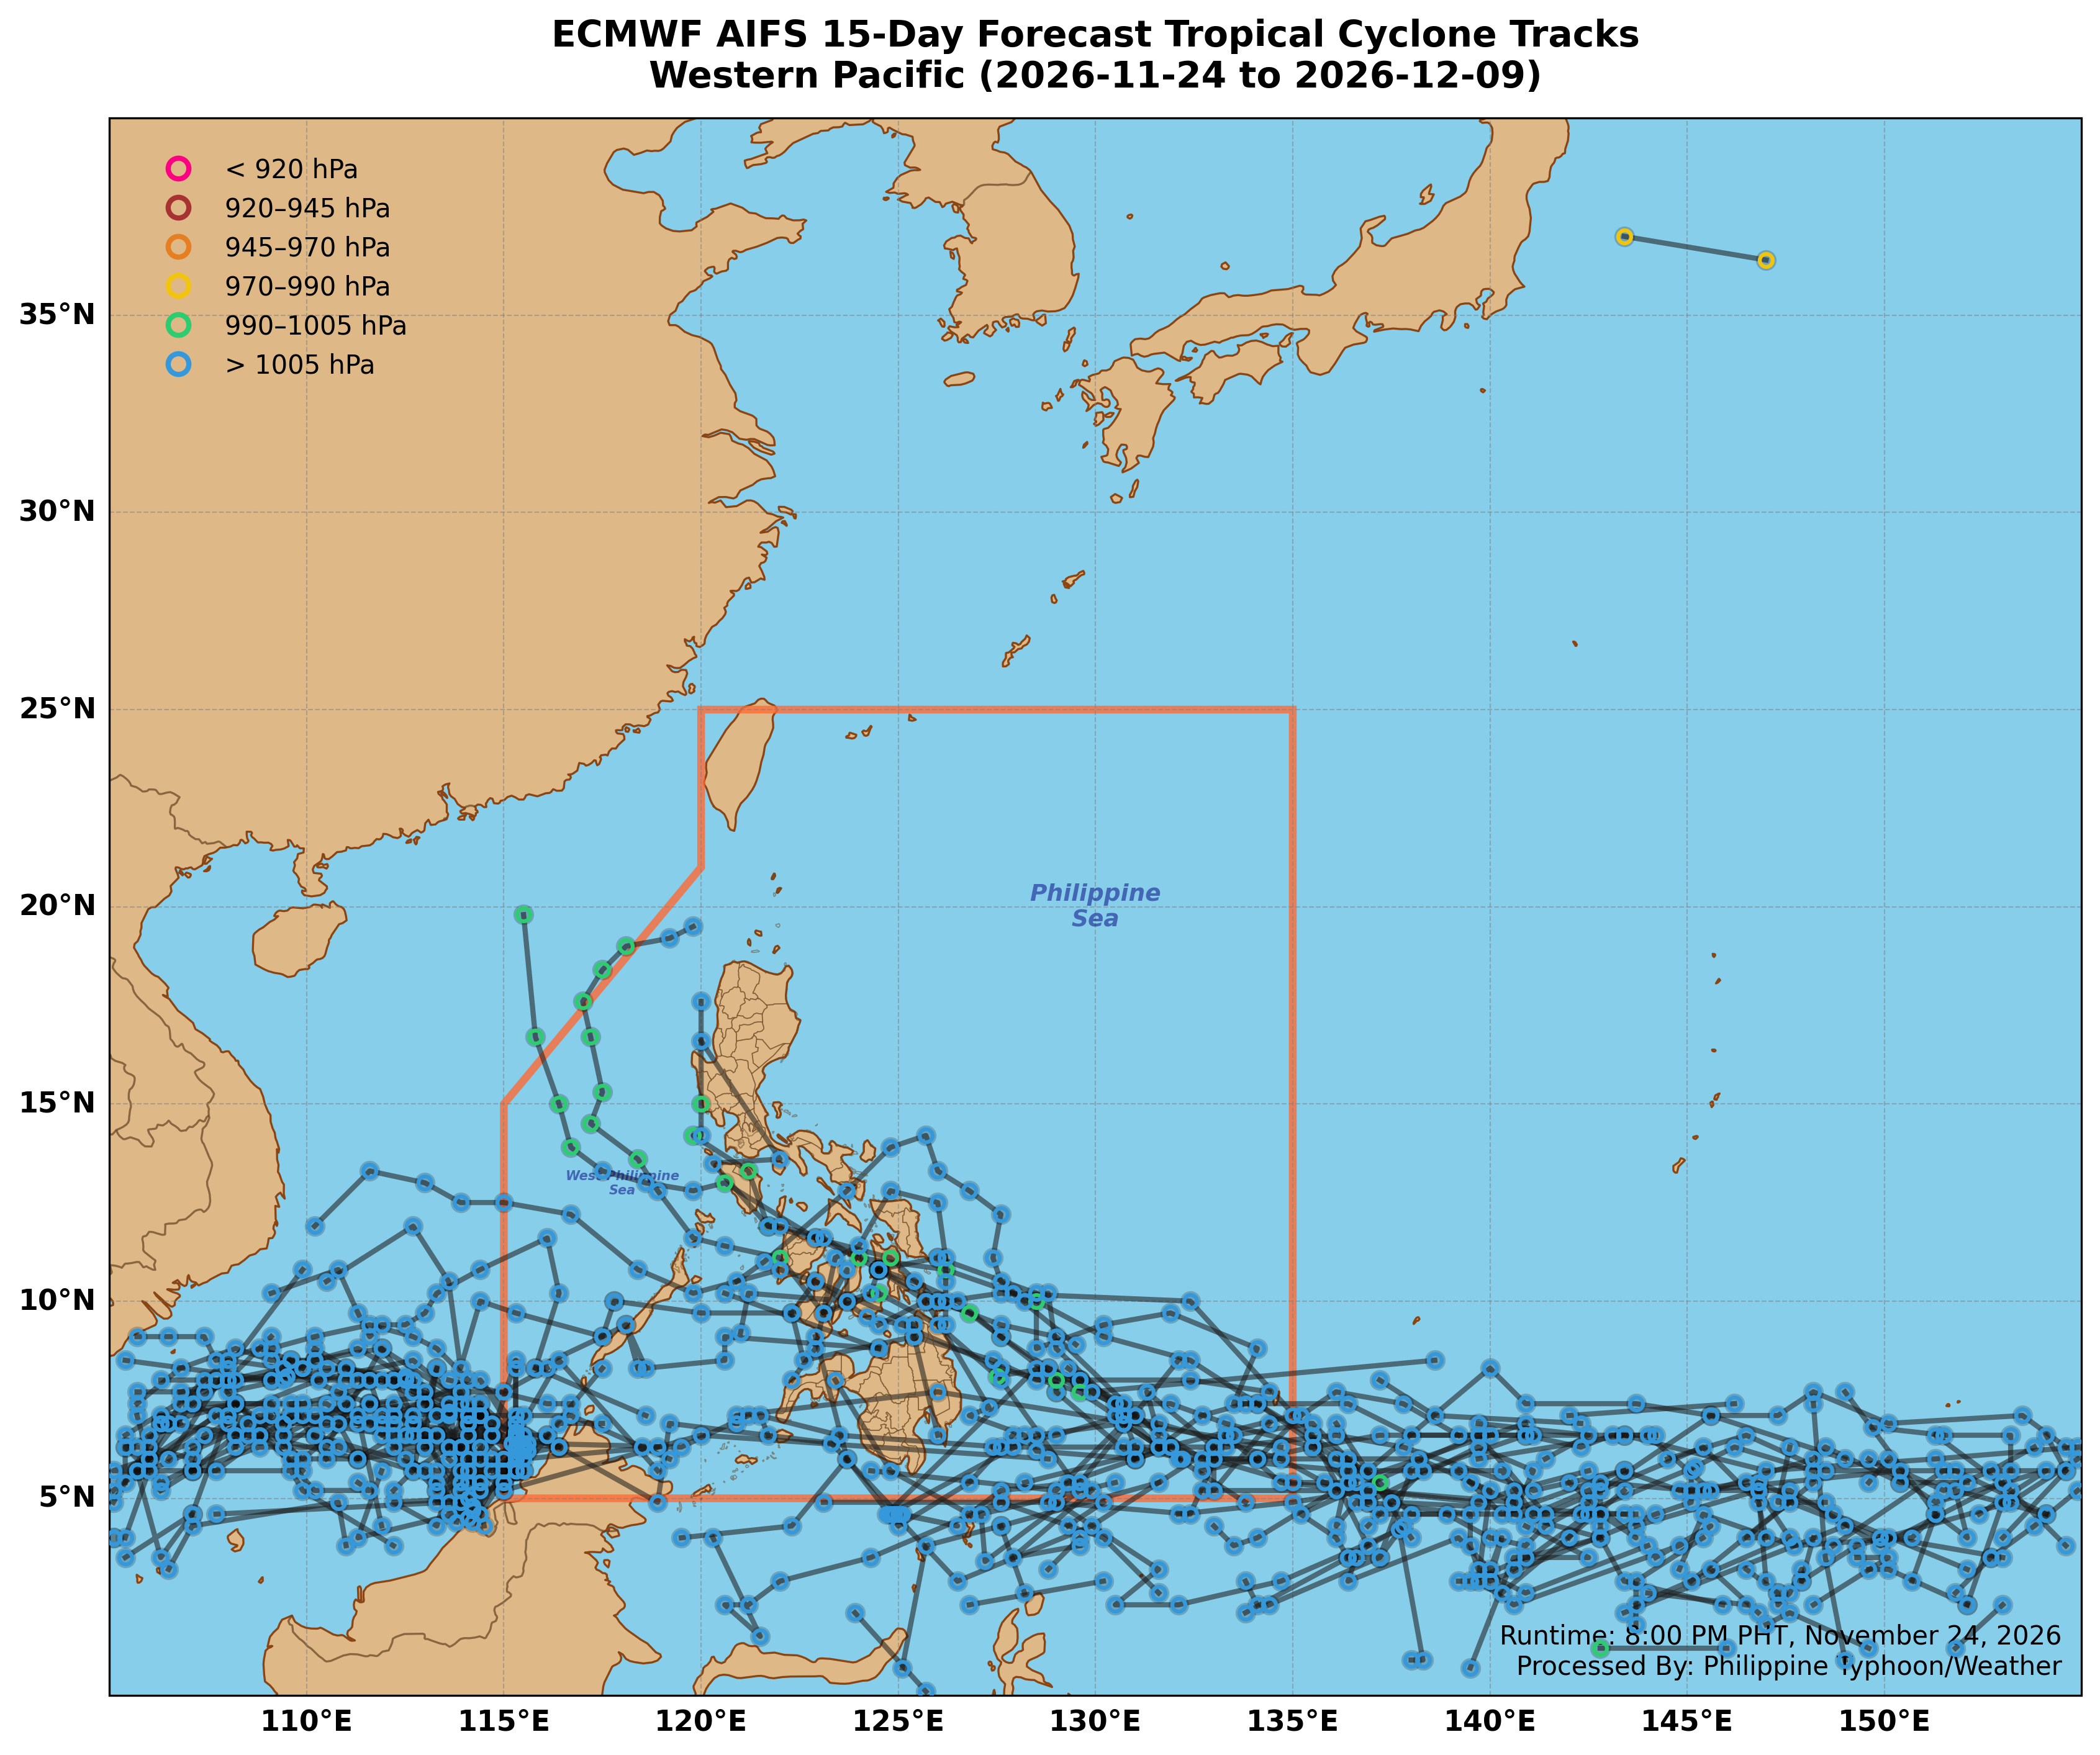 ECMWF AIFS 15-Day Forecast Tropical Cyclone Tracks
Western Pacific (2026-11-24 to 2026-12-09)
< 920 hPa
920–945 hPa
945–970 hPa
970–990 hPa
990–1005 hPa
> 1005 hPa
35°N
30°N
25°N
20°N
15°N
10°N
5°N
Philippine
Sea
West Philippine
Sea
Runtime: 8:00 PM PHT, November 24, 2026
Processed By: Philippine Typhoon/Weather
110°E
115°E
120°E
125°E
130°E
135°E
140°E
145°E
150°E